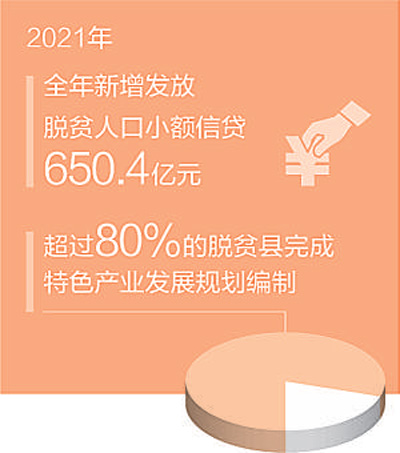 2021年
全年新增发放
脱贫人口小额信贷
650.4亿元
¥
超过80%的脱贫县完成
特色产业发展规划编制